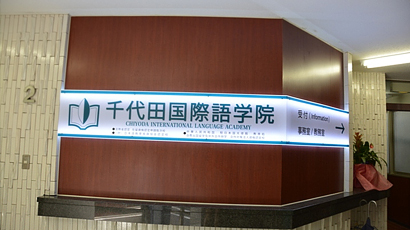 2
千代田国際語学院
CHIYODA INTERNATIONAL LANGUAGE ACADEMY
受付 (Information)
事務室 / 教務室